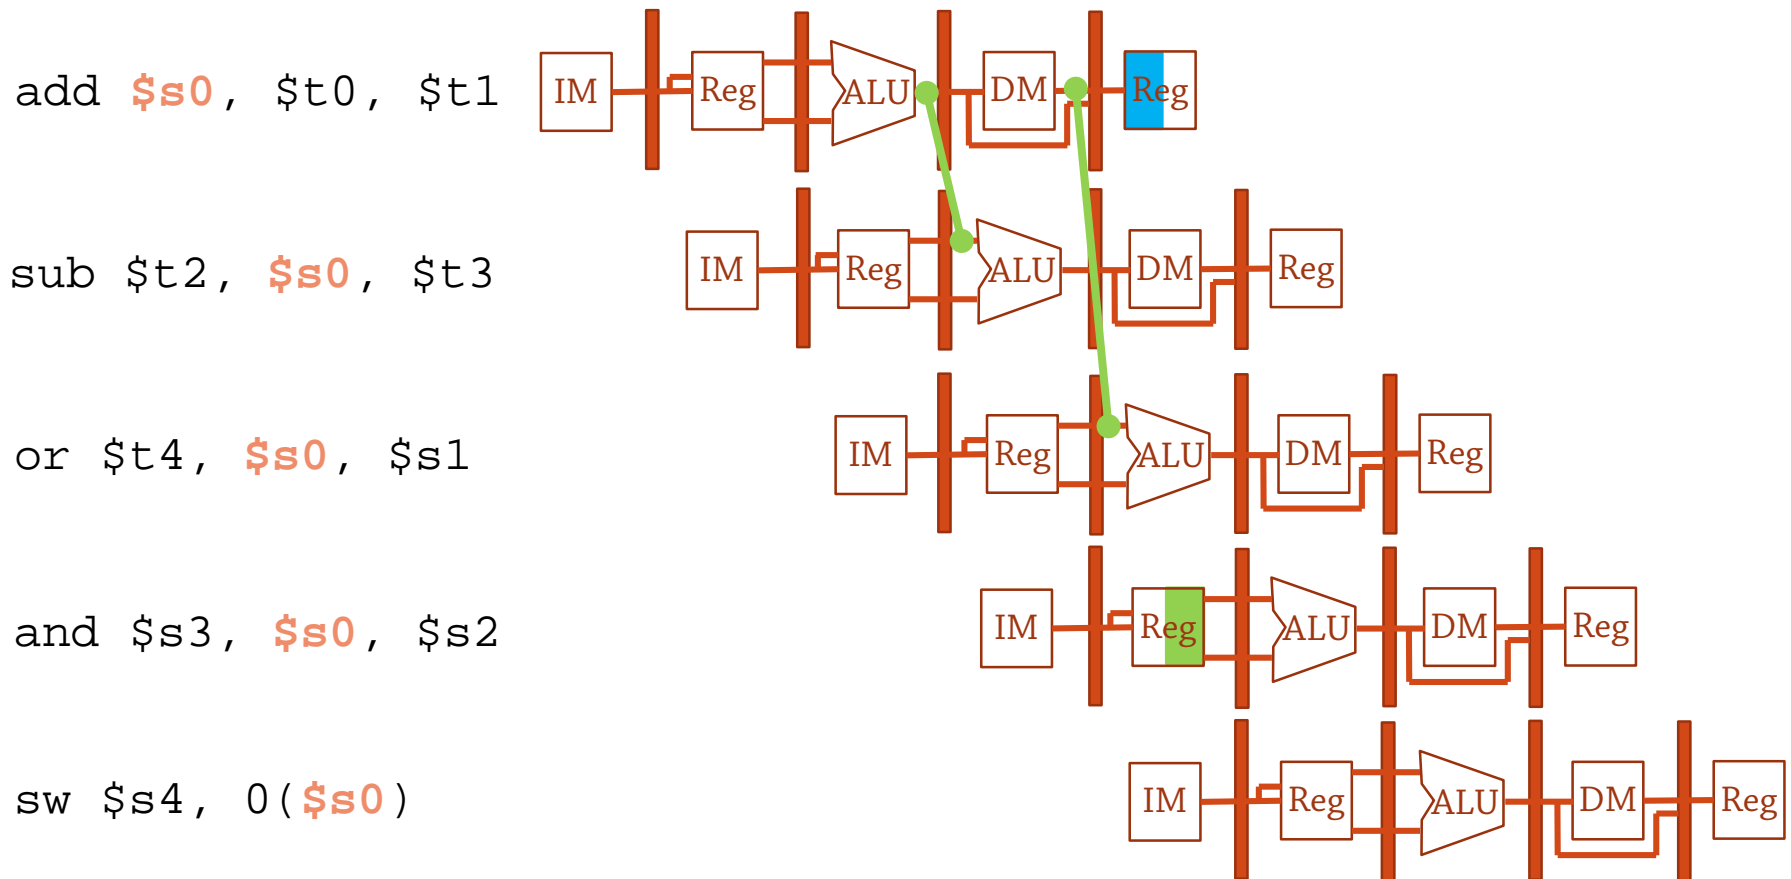 add $s0, $t0, $t1 IM Reg ALU DM Reg
sub $t2, $s0, $t3 IM Reg ALU DM Reg
or $t4, $s0, $s1 IM Reg ALU DM Reg
and $s3, $s0, $s2 IM Reg ALU DM Reg
sw $s4, 0($s0) IM Reg ALU DM Reg